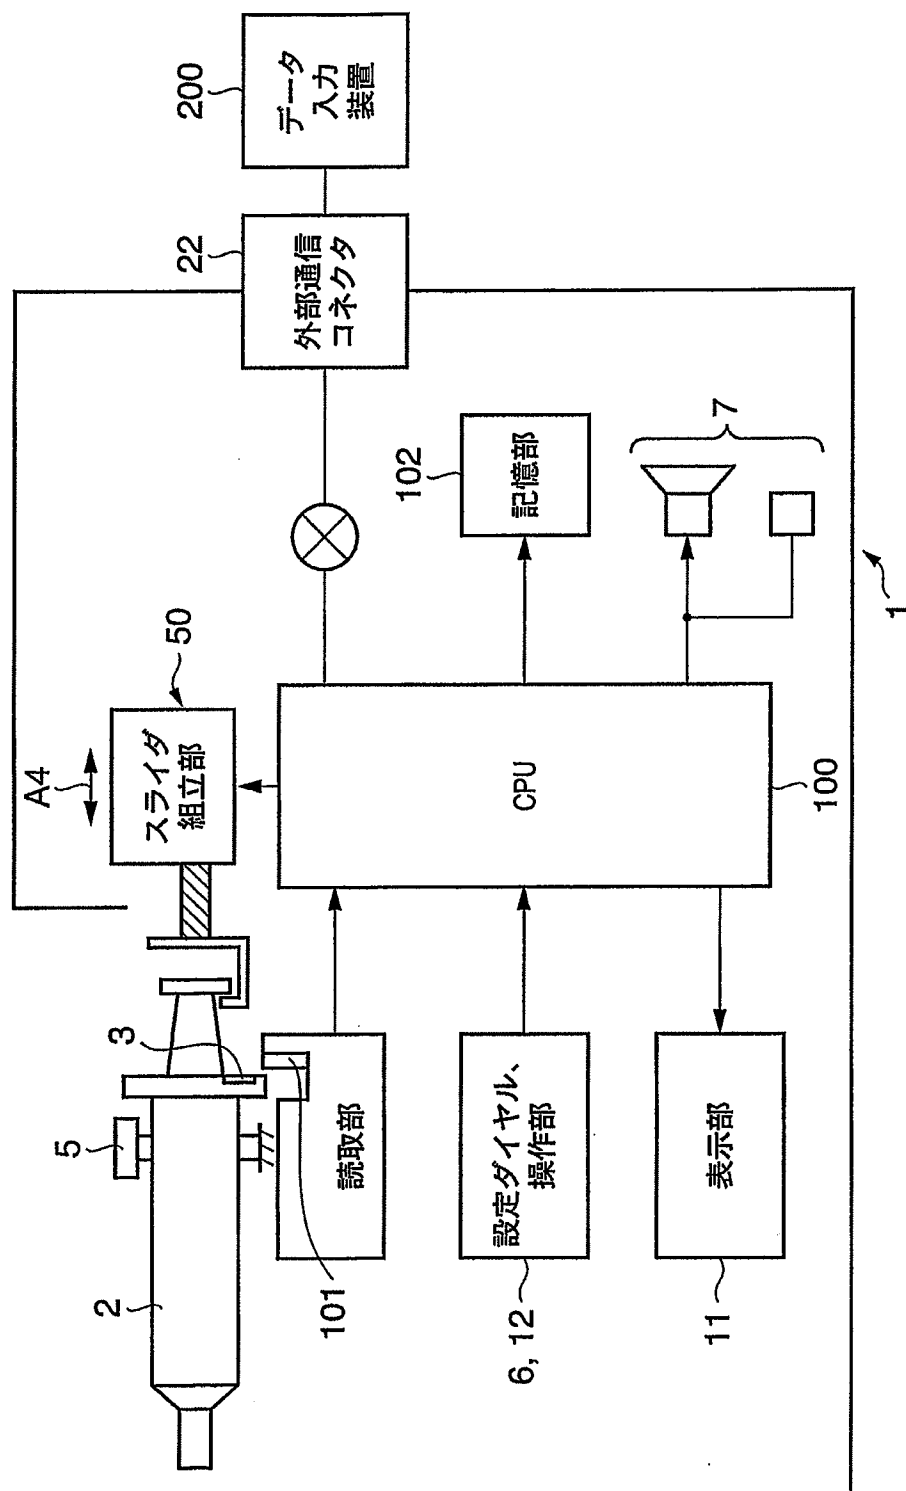 200
データ
入力
装置
22
外部通信
コネクタ
50
A4
スライダ
組立部
102
記憶部
7
1
CPU
100
3
5
2
読取部
101
設定ダイヤル、
操作部
6, 12
表示部
11